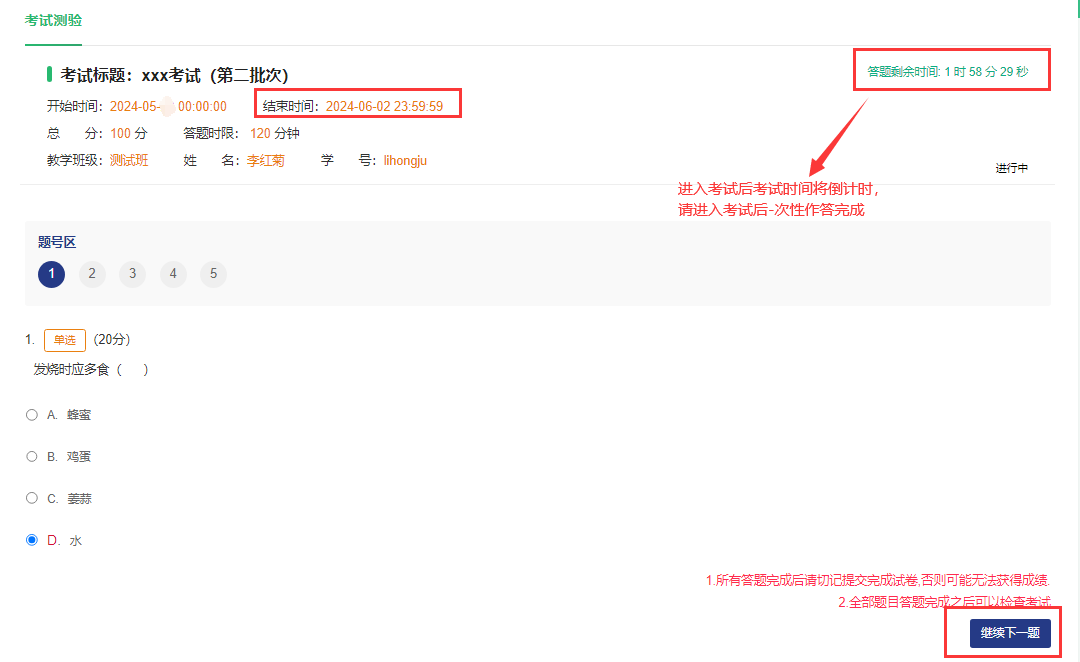 考试测验
考试标题：xxx考试（第二批次）
答题剩余时间: 1 时 58 分 29 秒
开始时间： 2024-05- 00:00:00 结束时间： 2024-06-02 23:59:59
总 分：100 分 答题时限： 120 分钟
教学班级：测试班 姓 名：李红菊 学 号：lihongju
进行中
进入考试后考试时间将倒计时，
请进入考试后-次性作答完成
题号区
1 2 3 4 5
1. 单选 (20分)
发烧时应多食（ ）
A. 蜂蜜
B. 鸡蛋
C. 姜蒜
D. 水
1.所有答题完成后请切记提交完成试卷,否则可能无法获得成绩.
2.全部题目答题完成之后可以检查考试.
继续下一题